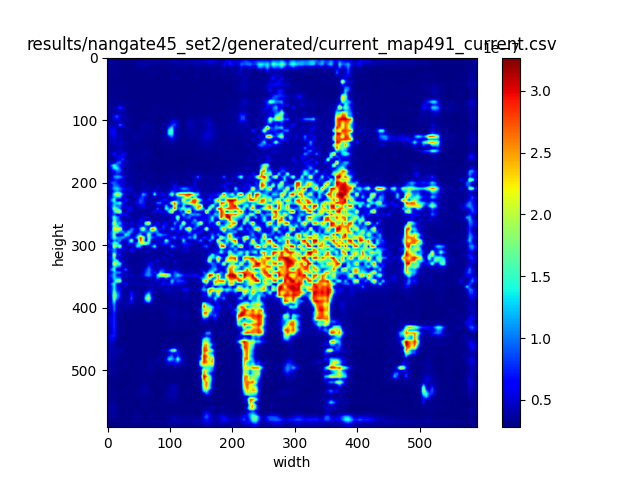 results/nangate45_set2/generated/current_map491_current.csv
1e−7
0
100
200
300
400
500
height
0 100 200 300 400 500
width
3.0
2.5
2.0
1.5
1.0
0.5